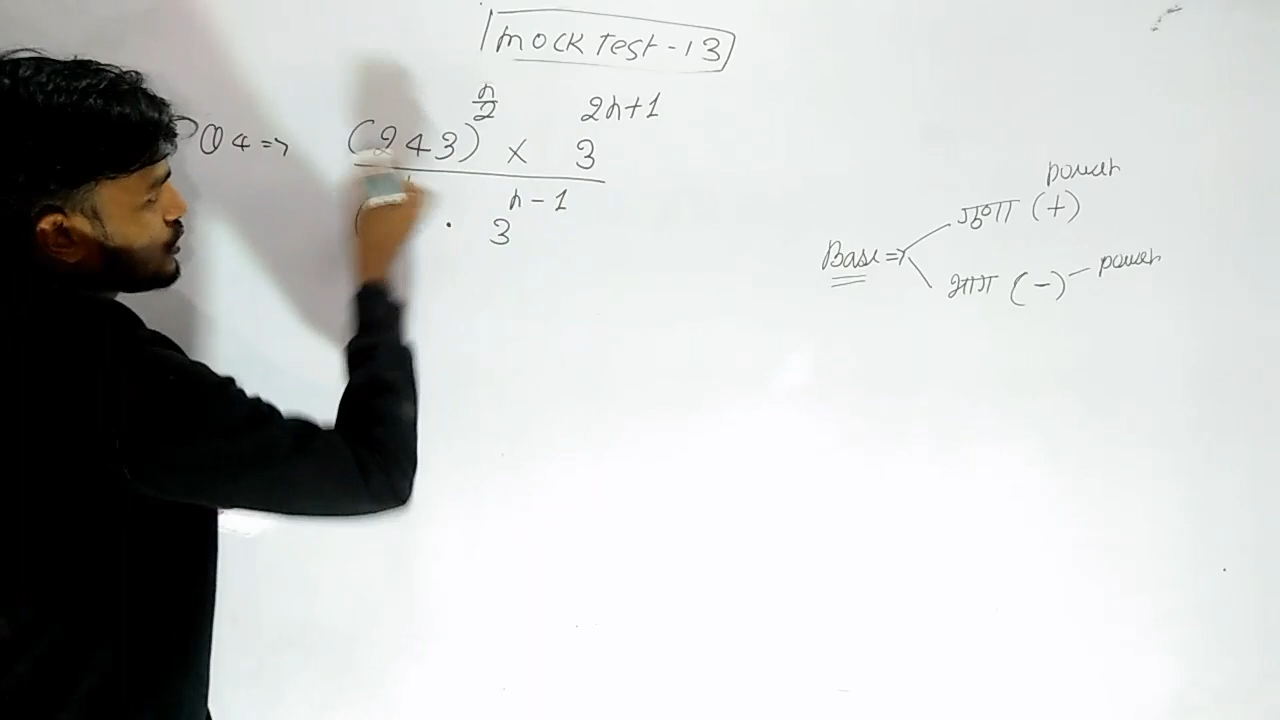 Mock Test-13
Q4 => (243)^(n/2) × 3^(2n+1)
( · 3^(n-1)
Base => गुणा (+) power
भाग (-) - power